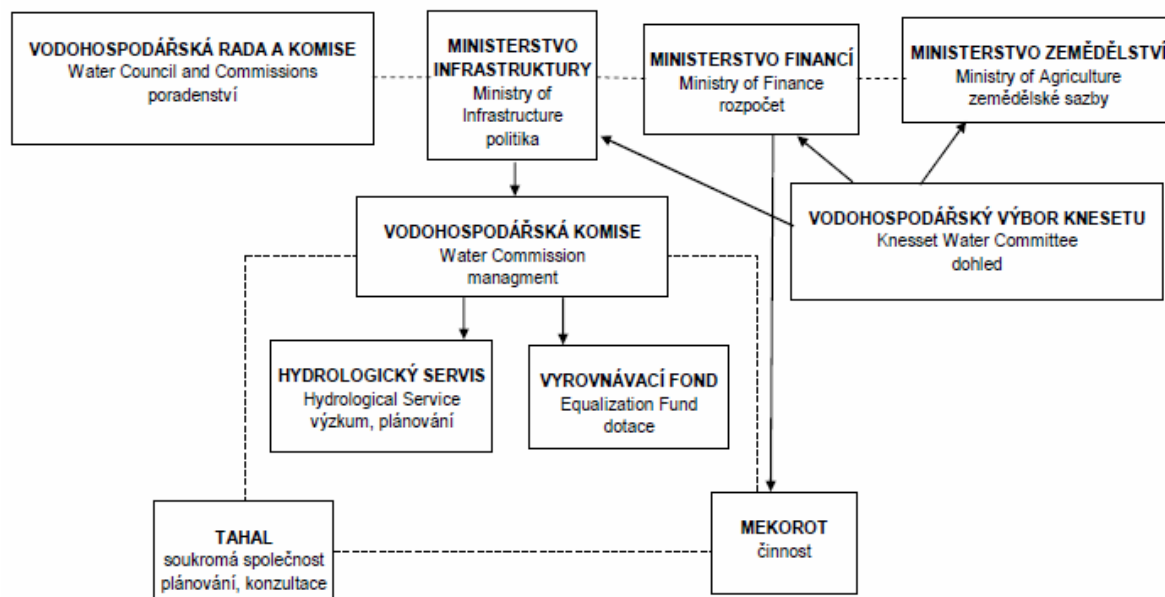 VODOHOSPODÁŘSKÁ RADA A KOMISE
Water Council and Commissions
poradenství
MINISTERSTVO
INFRASTRUKTURY
Ministry of
Infrastructure
politika
MINISTERSTVO FINANCÍ
Ministry of Finance
rozpočet
MINISTERSTVO ZEMĚDĚLSTVÍ
Ministry of Agriculture
zemědělské sazby
VODOHOSPODÁŘSKÁ KOMISE
Water Commission
managment
VODOHOSPODÁŘSKÝ VÝBOR KNESETU
Knesset Water Committee
dohled
HYDROLOGICKÝ SERVIS
Hydrological Service
výzkum, plánování
VYROVNÁVACÍ FOND
Equalization Fund
dotace
TAHAL
soukromá společnost
plánování, konzultace
MEKOROT
činnost